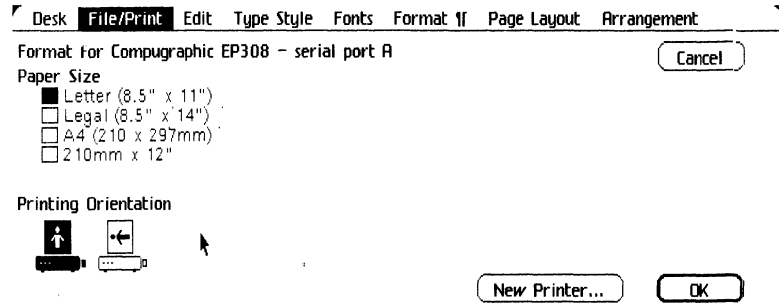 Desk File/Print Edit Type Style Fonts Format ¶ Page Layout Arrangement
Format for Compugraphic EP308 – serial port A
Cancel
Paper Size
Letter (8.5" x 11")
Legal (8.5" x 14")
A4 (210 x 297mm)
210mm x 12"
Printing Orientation
New Printer...
OK